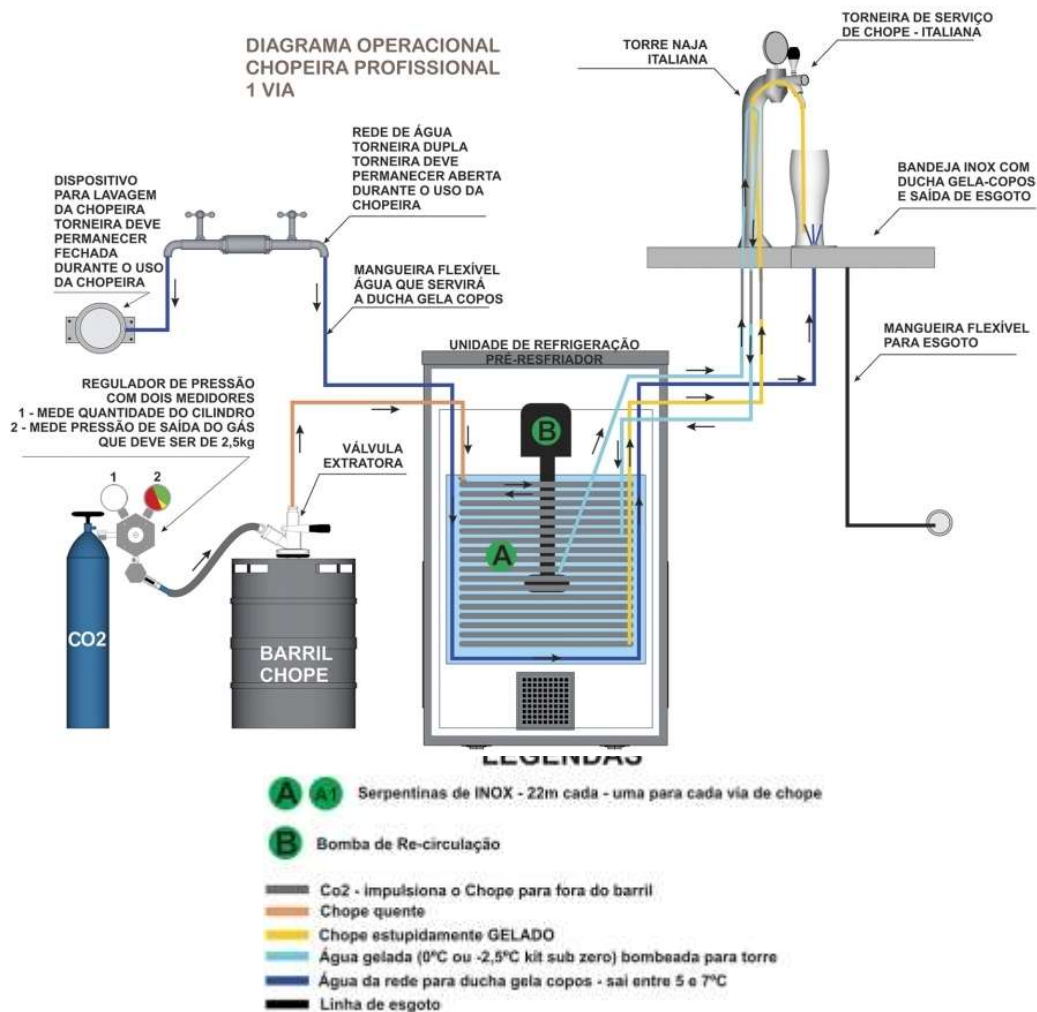 DIAGRAMA OPERACIONAL
CHOPEIRA PROFISSIONAL
1 VIA
TORNEIRA DE SERVIÇO
DE CHOPE - ITALIANA
TORRE NAJA
ITALIANA
REDE DE ÁGUA
TORNEIRA DUPLA
TORNEIRA DEVE
PERMANECER ABERTA
DURANTE O USO DA
CHOPEIRA
DISPOSITIVO
PARA LAVAGEM
DA CHOPEIRA
TORNEIRA DEVE
PERMANECER
FECHADA
DURANTE O USO
DA CHOPEIRA
BANDEJA INOX COM
DUCHA GELA-COPOS
E SAÍDA DE ESGOTO
MANGUEIRA FLEXÍVEL
ÁGUA QUE SERVIRÁ
A DUCHA GELA COPOS
MANGUEIRA FLEXÍVEL
PARA ESGOTO
UNIDADE DE REFRIGERAÇÃO
PRÉ-RESFRIADOR
REGULADOR DE PRESSÃO
COM DOIS MEDIDORES
1 - MEDE QUANTIDADE DO CILINDRO
2 - MEDE PRESSÃO DE SAÍDA DO GÁS
QUE DEVE SER DE 2,5kg
VÁLVULA
EXTRATORA
1
2
B
A
CO2
BARRIL
CHOPE
LEGENDAS
A A1 Serpentinas de INOX - 22m cada - uma para cada via de chope
B Bomba de Re-circulação
Co2 - impulsiona o Chope para fora do barril
Chope quente
Chope estupidamente GELADO
Água gelada (0ºC ou -2,5ºC kit sub zero) bombeada para torre
Água da rede para ducha gela copos - sai entre 5 e 7ºC
Linha de esgoto